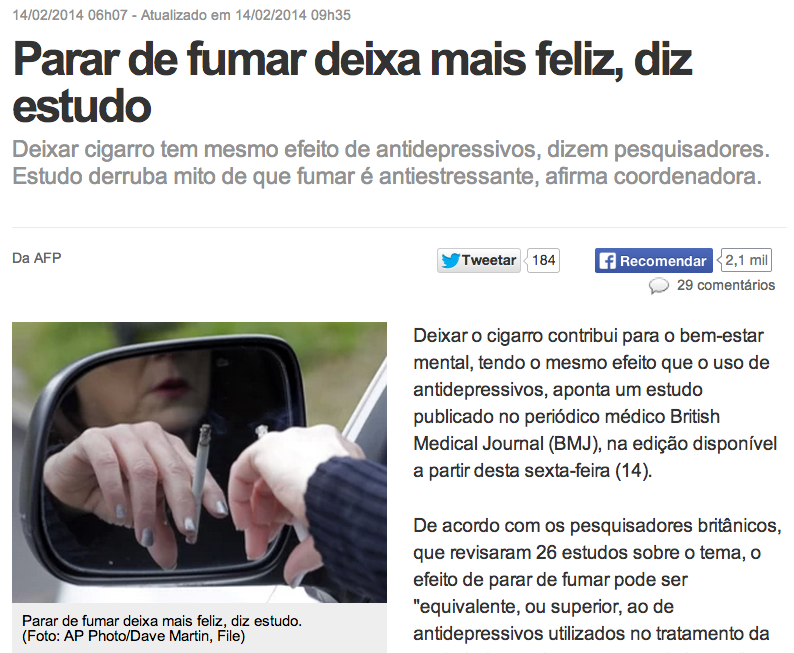 14/02/2014 06h07 - Atualizado em 14/02/2014 09h35
Parar de fumar deixa mais feliz, diz
estudo
Deixar cigarro tem mesmo efeito de antidepressivos, dizem pesquisadores.
Estudo derruba mito de que fumar é antiestressante, afirma coordenadora.
Da AFP
Tweetar 184
Recomendar 2,1 mil
29 comentários
Parar de fumar deixa mais feliz, diz estudo.
(Foto: AP Photo/Dave Martin, File)
Deixar o cigarro contribui para o bem-estar
mental, tendo o mesmo efeito que o uso de
antidepressivos, aponta um estudo
publicado no periódico médico British
Medical Journal (BMJ), na edição disponível
a partir desta sexta-feira (14).
De acordo com os pesquisadores britânicos,
que revisaram 26 estudos sobre o tema, o
efeito de parar de fumar pode ser
"equivalente, ou superior, ao de
antidepressivos utilizados no tratamento da